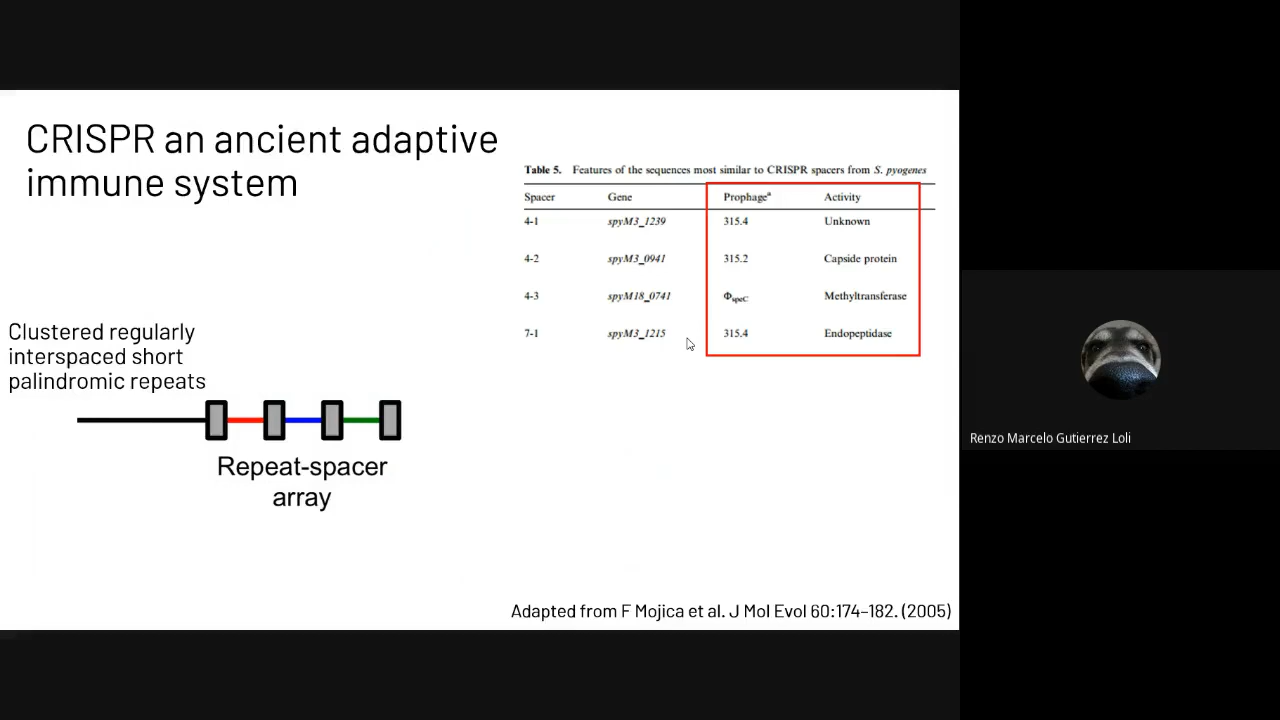 CRISPR an ancient adaptive
immune system
Table 5. Features of the sequences most similar to CRISPR spacers from S. pyogenes
Spacer Gene Prophageᵃ Activity
4-1 spyM3_1239 315.4 Unknown
4-2 spyM3_0941 315.2 Capside protein
4-3 spyM18_0741 Φspec Methyltransferase
7-1 spyM3_1215 315.4 Endopeptidase
Clustered regularly
interspaced short
palindromic repeats
Repeat-spacer
array
Adapted from F Mojica et al. J Mol Evol 60:174–182. (2005)
Renzo Marcelo Gutierrez Loli